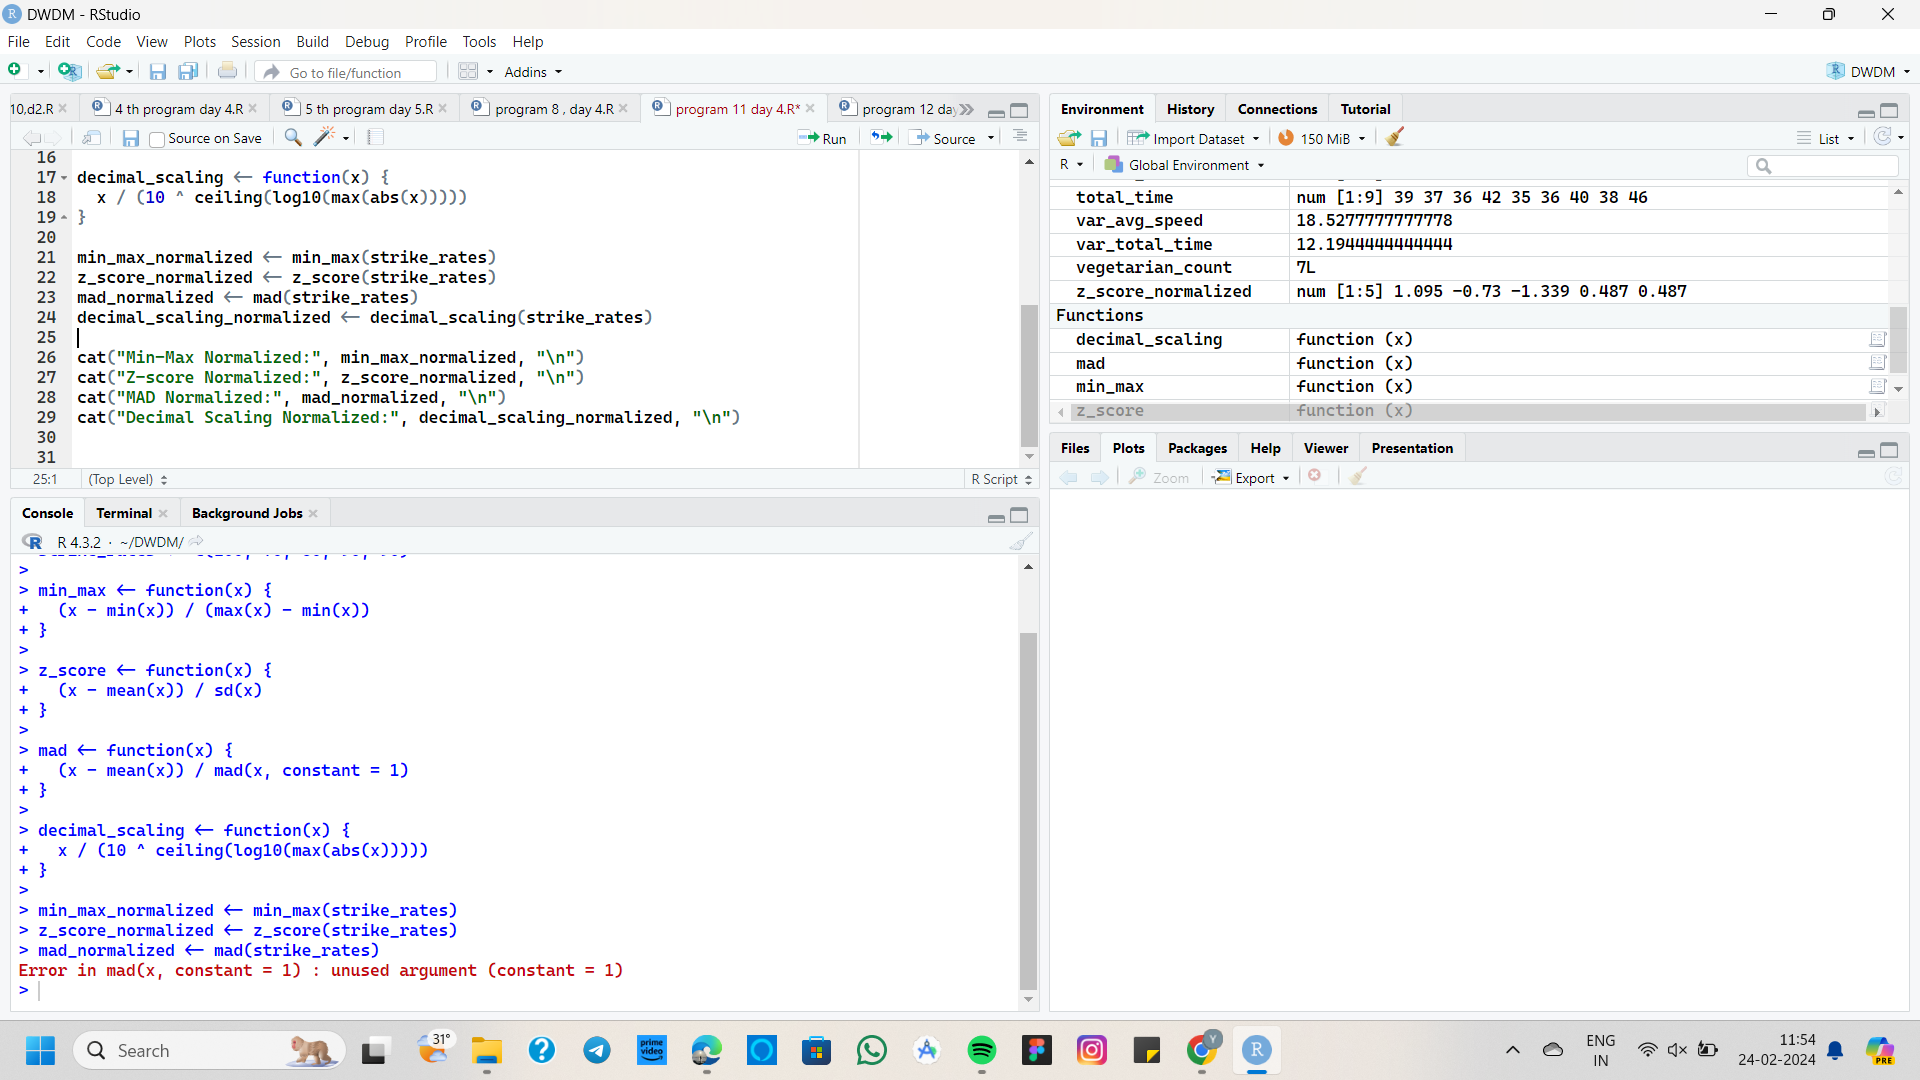 DWDM - RStudio
File Edit Code View Plots Session Build Debug Profile Tools Help
Go to file/function Addins DWDM
10,d2.R 4 th program day 4.R 5 th program day 5.R program 8 , day 4.R program 11 day 4.R* program 12 da
Source on Save Run Source
16
17 decimal_scaling <- function(x) {
18 x / (10 ^ ceiling(log10(max(abs(x)))))
19 }
20
21 min_max_normalized <- min_max(strike_rates)
22 z_score_normalized <- z_score(strike_rates)
23 mad_normalized <- mad(strike_rates)
24 decimal_scaling_normalized <- decimal_scaling(strike_rates)
25
26 cat("Min-Max Normalized:", min_max_normalized, "\n")
27 cat("Z-score Normalized:", z_score_normalized, "\n")
28 cat("MAD Normalized:", mad_normalized, "\n")
29 cat("Decimal Scaling Normalized:", decimal_scaling_normalized, "\n")
30
31
25:1 (Top Level) R Script
Console Terminal Background Jobs
R 4.3.2 · ~/DWDM/
>
> min_max <- function(x) {
+ (x - min(x)) / (max(x) - min(x))
+ }
>
> z_score <- function(x) {
+ (x - mean(x)) / sd(x)
+ }
>
> mad <- function(x) {
+ (x - mean(x)) / mad(x, constant = 1)
+ }
>
> decimal_scaling <- function(x) {
+ x / (10 ^ ceiling(log10(max(abs(x)))))
+ }
>
> min_max_normalized <- min_max(strike_rates)
> z_score_normalized <- z_score(strike_rates)
> mad_normalized <- mad(strike_rates)
Error in mad(x, constant = 1) : unused argument (constant = 1)
>
Environment History Connections Tutorial
Import Dataset 150 MiB List
R Global Environment
total_time num [1:9] 39 37 36 42 35 36 40 38 46
var_avg_speed 18.5277777777778
var_total_time 12.1944444444444
vegetarian_count 7L
z_score_normalized num [1:5] 1.095 -0.73 -1.339 0.487 0.487
Functions
decimal_scaling function (x)
mad function (x)
min_max function (x)
z_score function (x)
Files Plots Packages Help Viewer Presentation
Zoom Export
Search 31° prime video Y R ENG IN 11:54 24-02-2024 PRE